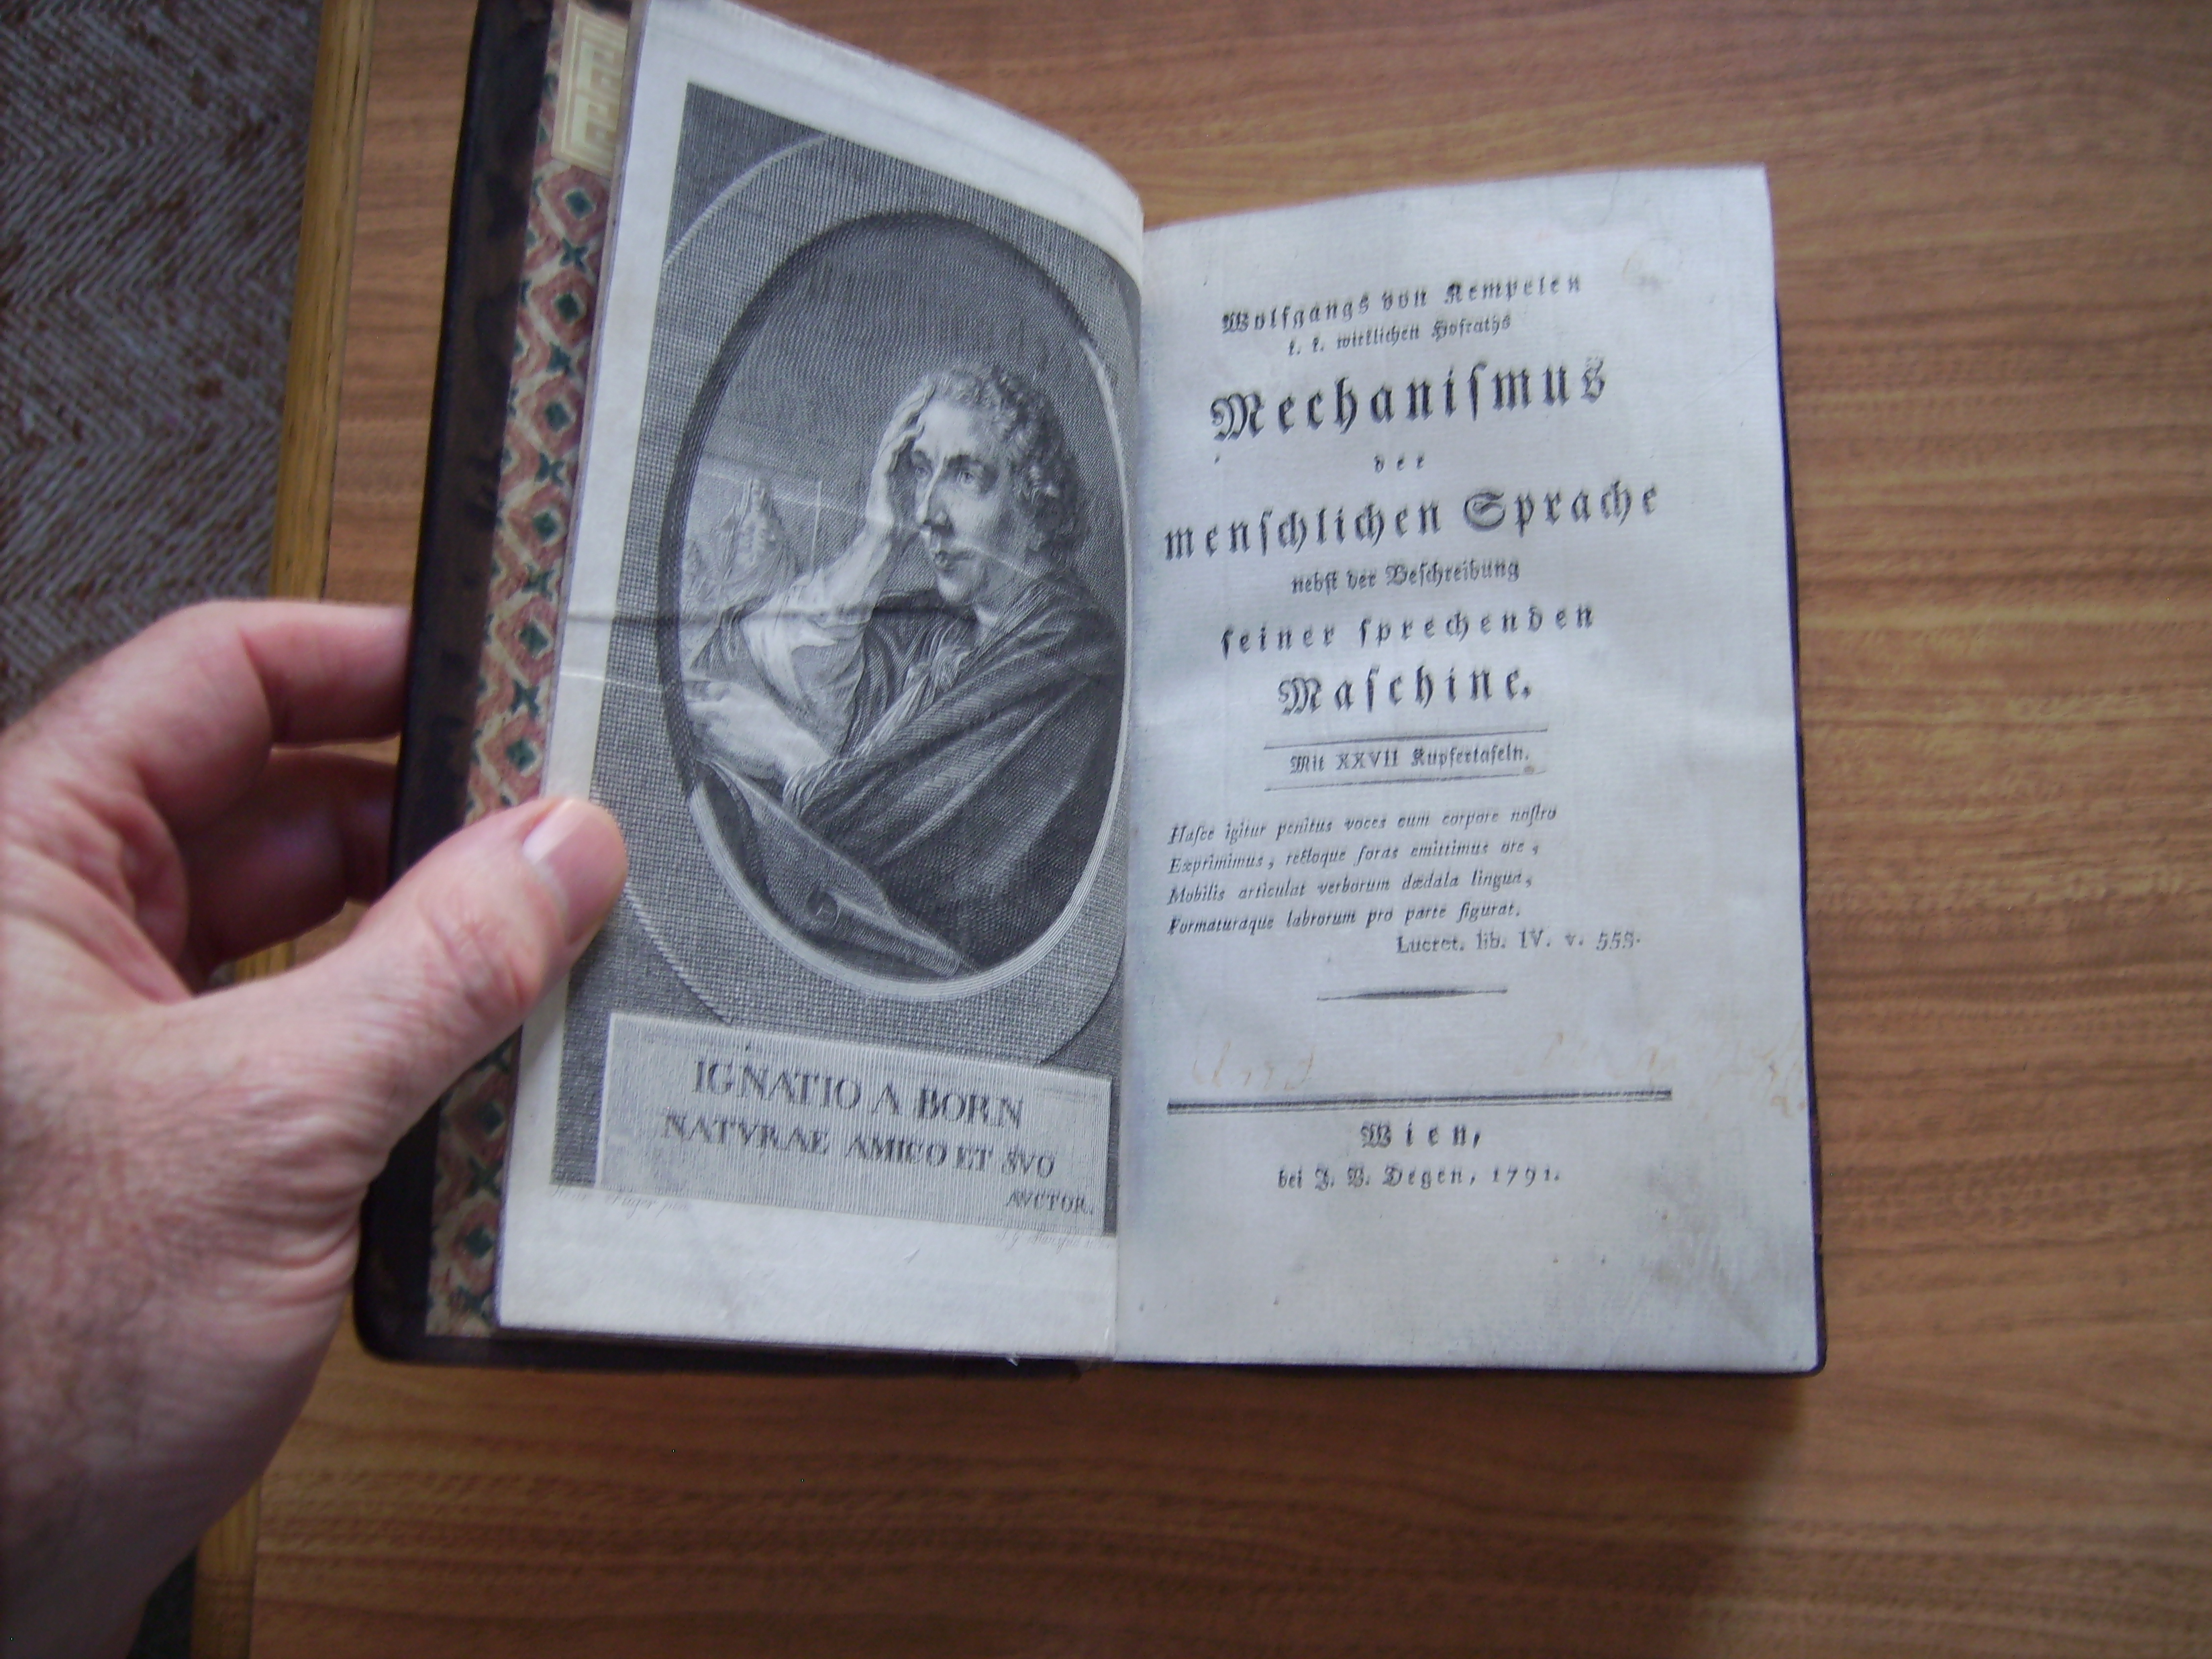 IGNATIO A BORN
NATVRAE AMICO ET SVO
AVCTOR.
Wolfgangs von Kempelen
k. k. wirklichen Hofraths
Mechaniſmus
der
menſchlichen Sprache
nebſt der Beſchreibung
ſeiner ſprechenden
Maſchine.
Mit XXVII Kupfertafeln.
Haſce igitur penitus voces cum corpore noſtro
Exprimimus, rectoque foras emittimus ore,
Mobilis articulat verborum dædala lingua,
Formaturaque labrorum pro parte figurat.
Lucret. lib. IV. v. 555.
Wien,
bei J. V. Degen, 1791.